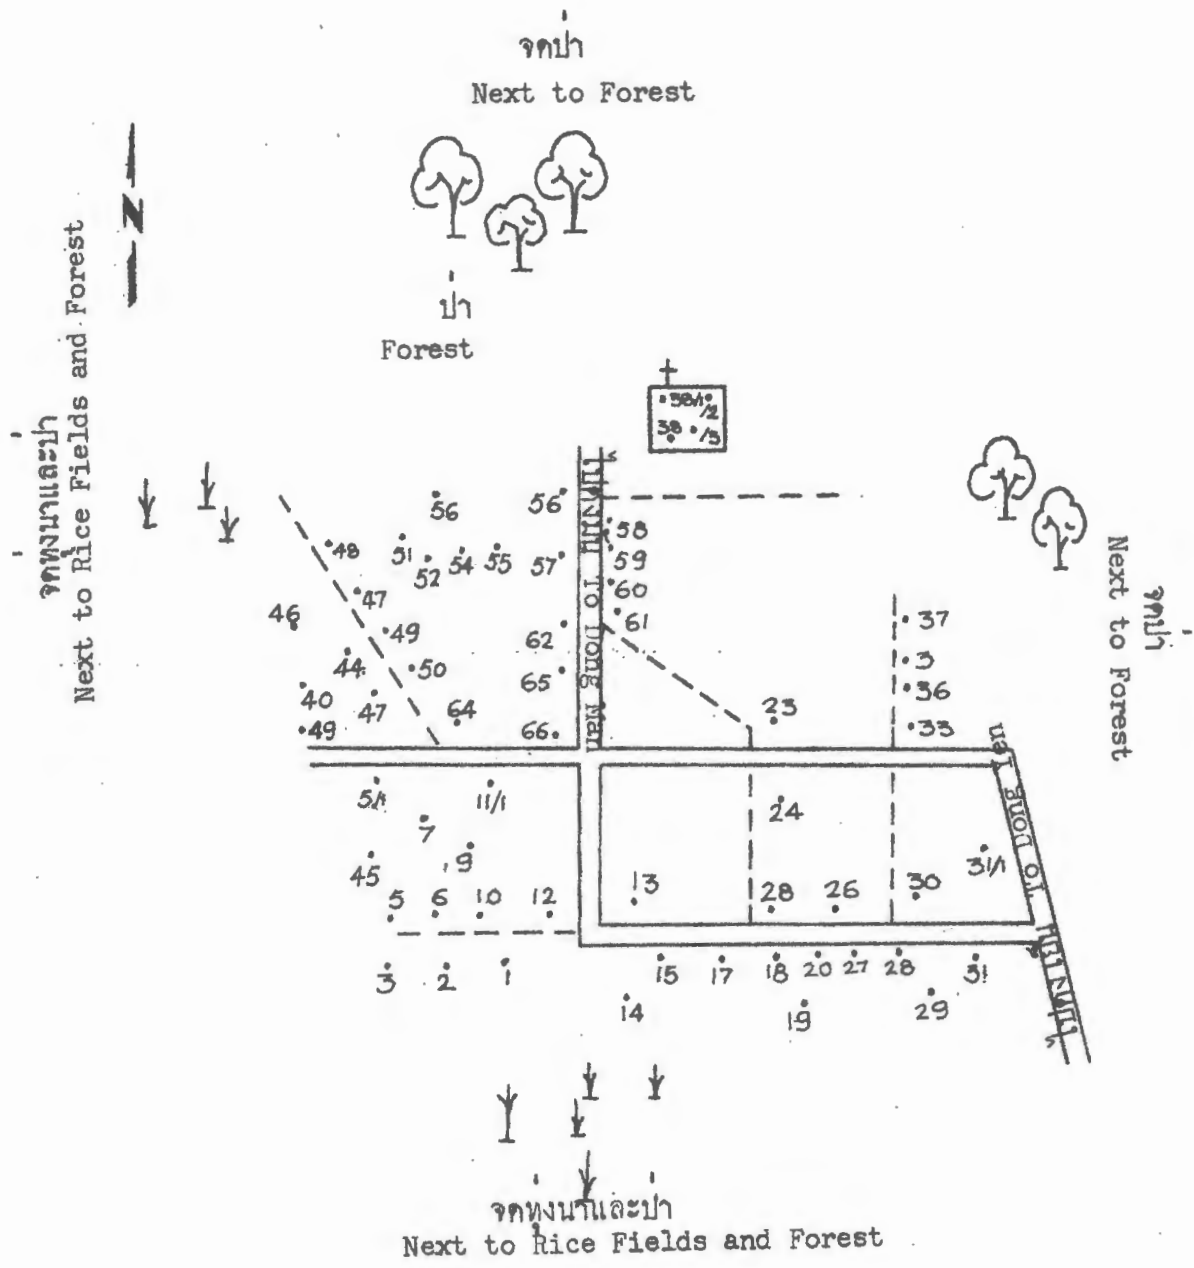 จดป่า
Next to Forest
N
ป่า
Forest
จดทุ่งนาและป่า
Next to Rice Fields and Forest
38/1 /2
38 /3
56 56 58
48 51 52 54 55 57 59
47 60
46 49 62 61 37
44 50 65 3
40 47 64 23 36
49 66 33
To Dong Man
จดป่า
Next to Forest
5/1 11/1 24
7
45 9 31/1
5 6 10 12 13 28 26 30
To Dong Yen
3 2 1 15 17 18 20 27 28 31
14 19 29
จดทุ่งนาและป่า
Next to Rice Fields and Forest